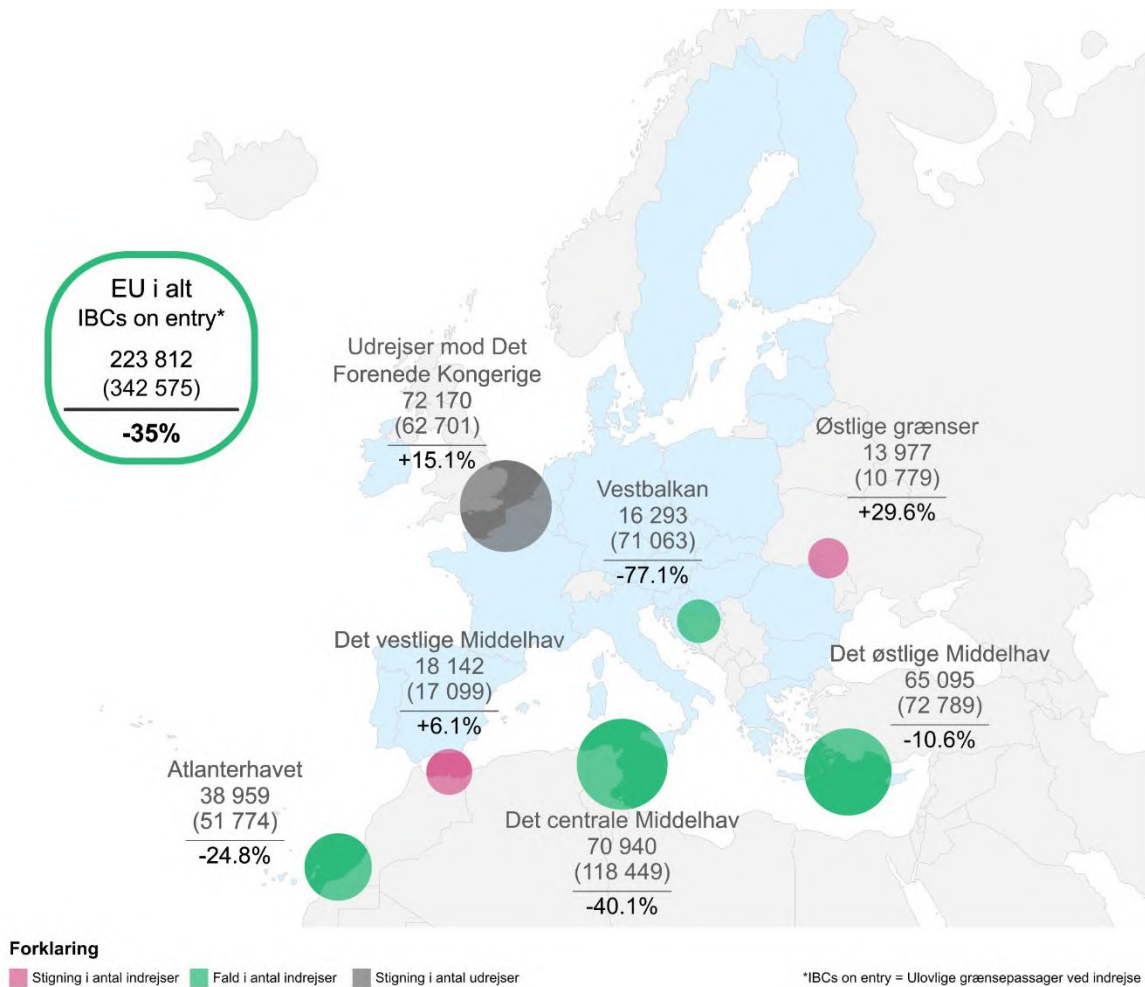 EU i alt
IBCs on entry*
223 812
(342 575)
-35%
Udrejser mod Det
Forenede Kongerige
72 170
(62 701)
+15.1%
Østlige grænser
13 977
(10 779)
+29.6%
Vestbalkan
16 293
(71 063)
-77.1%
Det vestlige Middelhav
18 142
(17 099)
+6.1%
Det østlige Middelhav
65 095
(72 789)
-10.6%
Atlanterhavet
38 959
(51 774)
-24.8%
Det centrale Middelhav
70 940
(118 449)
-40.1%
Forklaring
Stigning i antal indrejser
Fald i antal indrejser
Stigning i antal udrejser
*IBCs on entry = Ulovlige grænsepassager ved indrejse